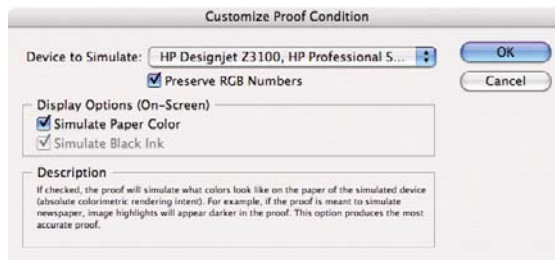 Customize Proof Condition
Device to Simulate: HP Designjet Z3100, HP Professional S...
OK
Preserve RGB Numbers
Cancel
Display Options (On-Screen)
Simulate Paper Color
Simulate Black Ink
Description
If checked, the proof will simulate what colors look like on the paper of the simulated device
(absolute colorimetric rendering intent). For example, if the proof is meant to simulate
newspaper, image highlights will appear darker in the proof. This option produces the most
accurate proof.